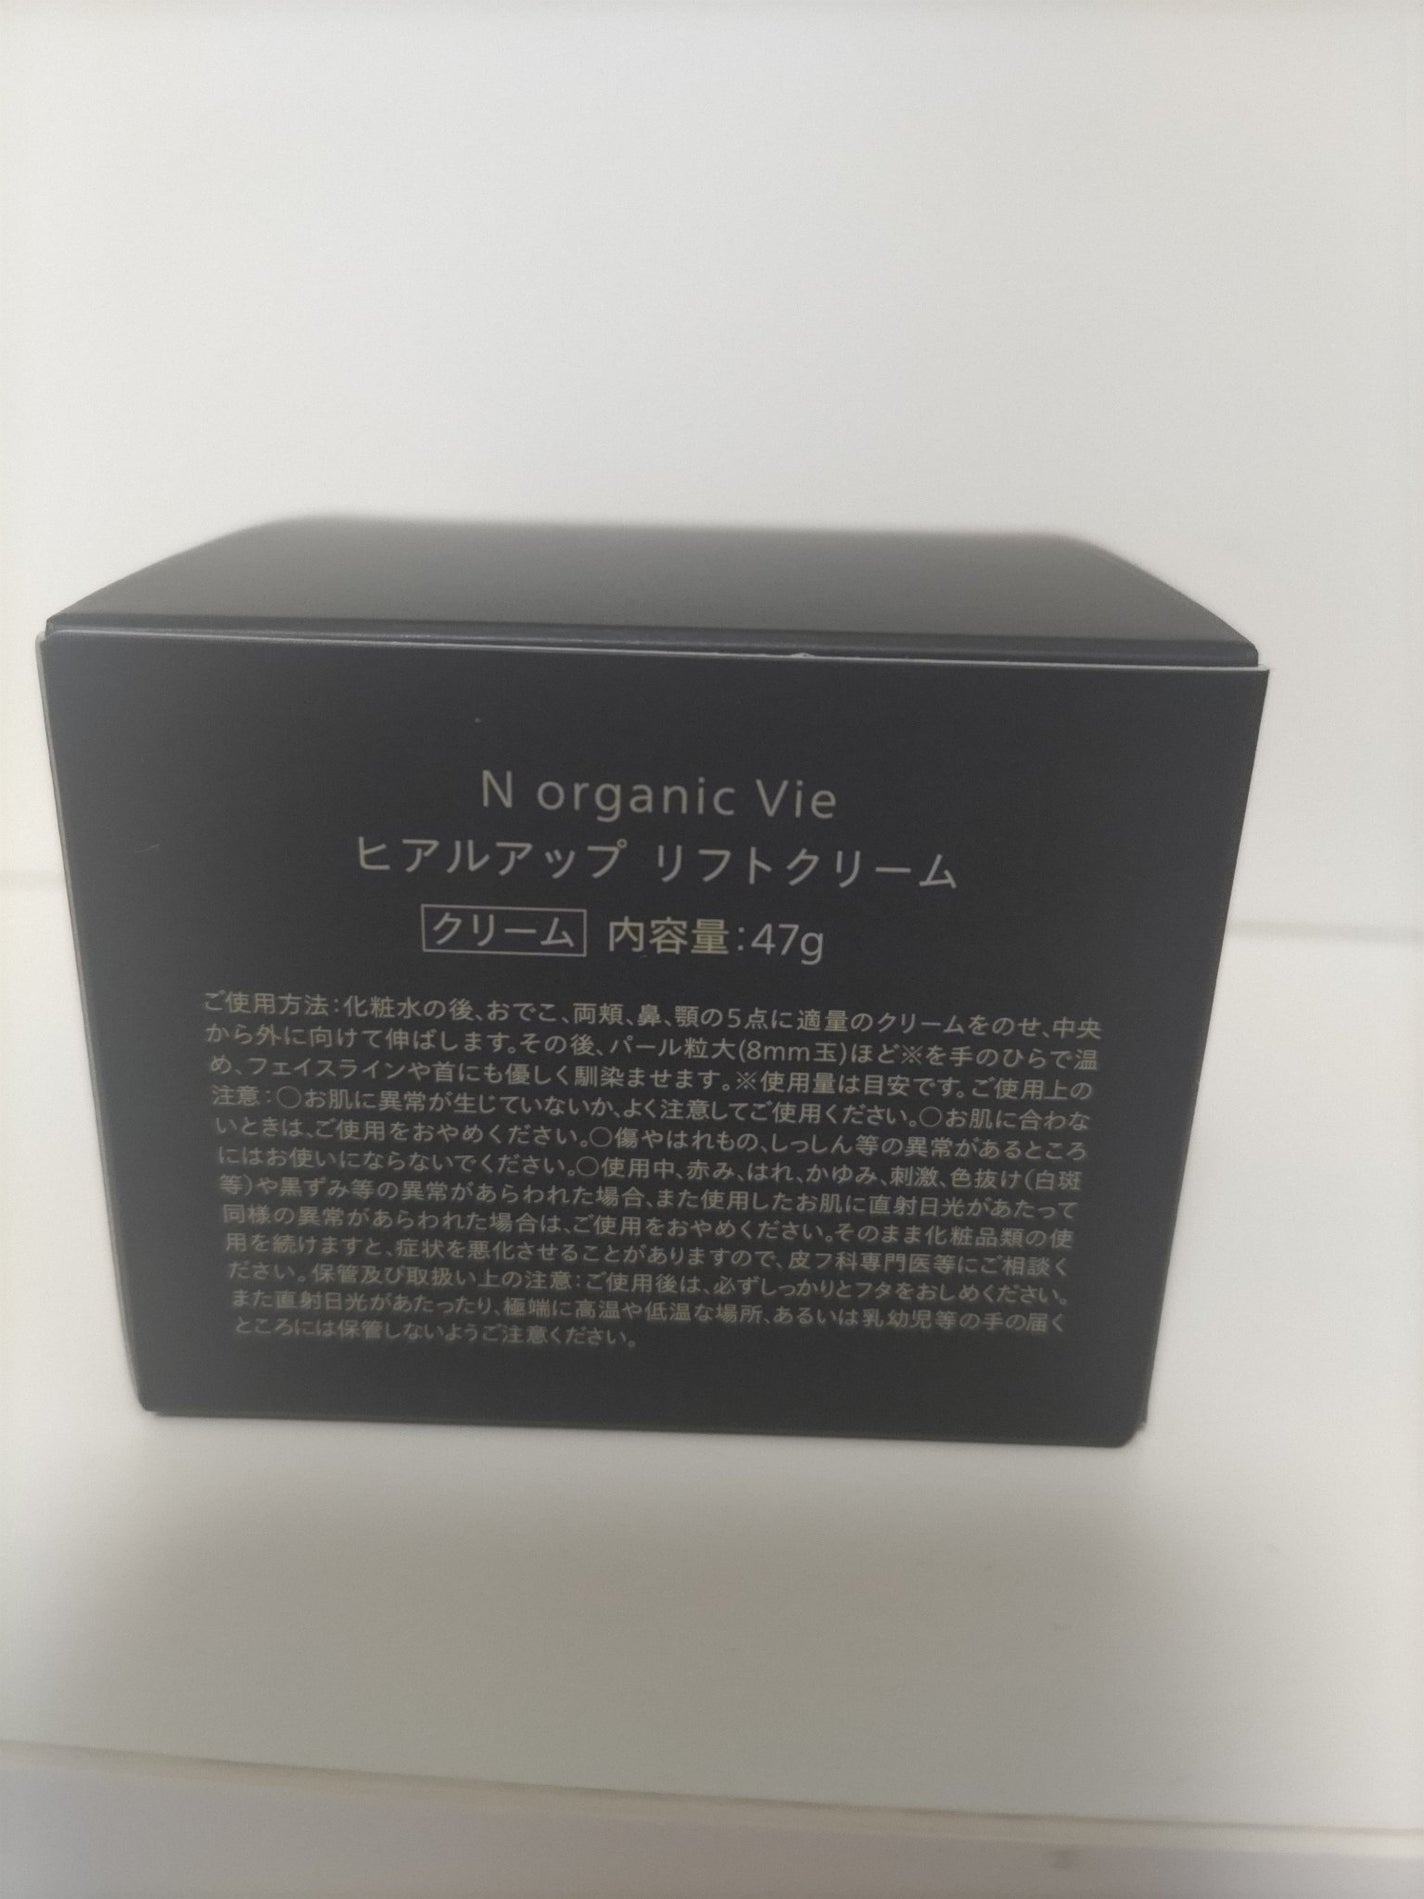 N organic Vie
ヒアルアップ リフトクリーム
クリーム 内容量:47g
ご使用方法:化粧水の後、おでこ、両頬、鼻、顎の5点に適量のクリームをのせ、中央
から外に向けて伸ばします。その後、パール粒大(8mm玉)ほど※を手のひらで温
め、フェイスラインや首にも優しく馴染ませます。※使用量は目安です。ご使用上の
注意:○お肌に異常が生じていないか、よく注意してご使用ください。○お肌に合わな
いときは、ご使用をおやめください。○傷やはれもの、しっしん等の異常があるところ
にはお使いにならないでください。○使用中、赤み、はれ、かゆみ、刺激、色抜け(白斑
等)や黒ずみ等の異常があらわれた場合、また使用したお肌に直射日光があたって
同様の異常があらわれた場合は、ご使用をおやめください。そのまま化粧品類の使
用を続けますと、症状を悪化させることがありますので、皮フ科専門医等にご相談く
ださい。保管及び取扱い上の注意:ご使用後は、必ずしっかりとフタをおしめください。
また直射日光があたったり、極端に高温や低温な場所、あるいは乳幼児等の手の届く
ところには保管しないようご注意ください。